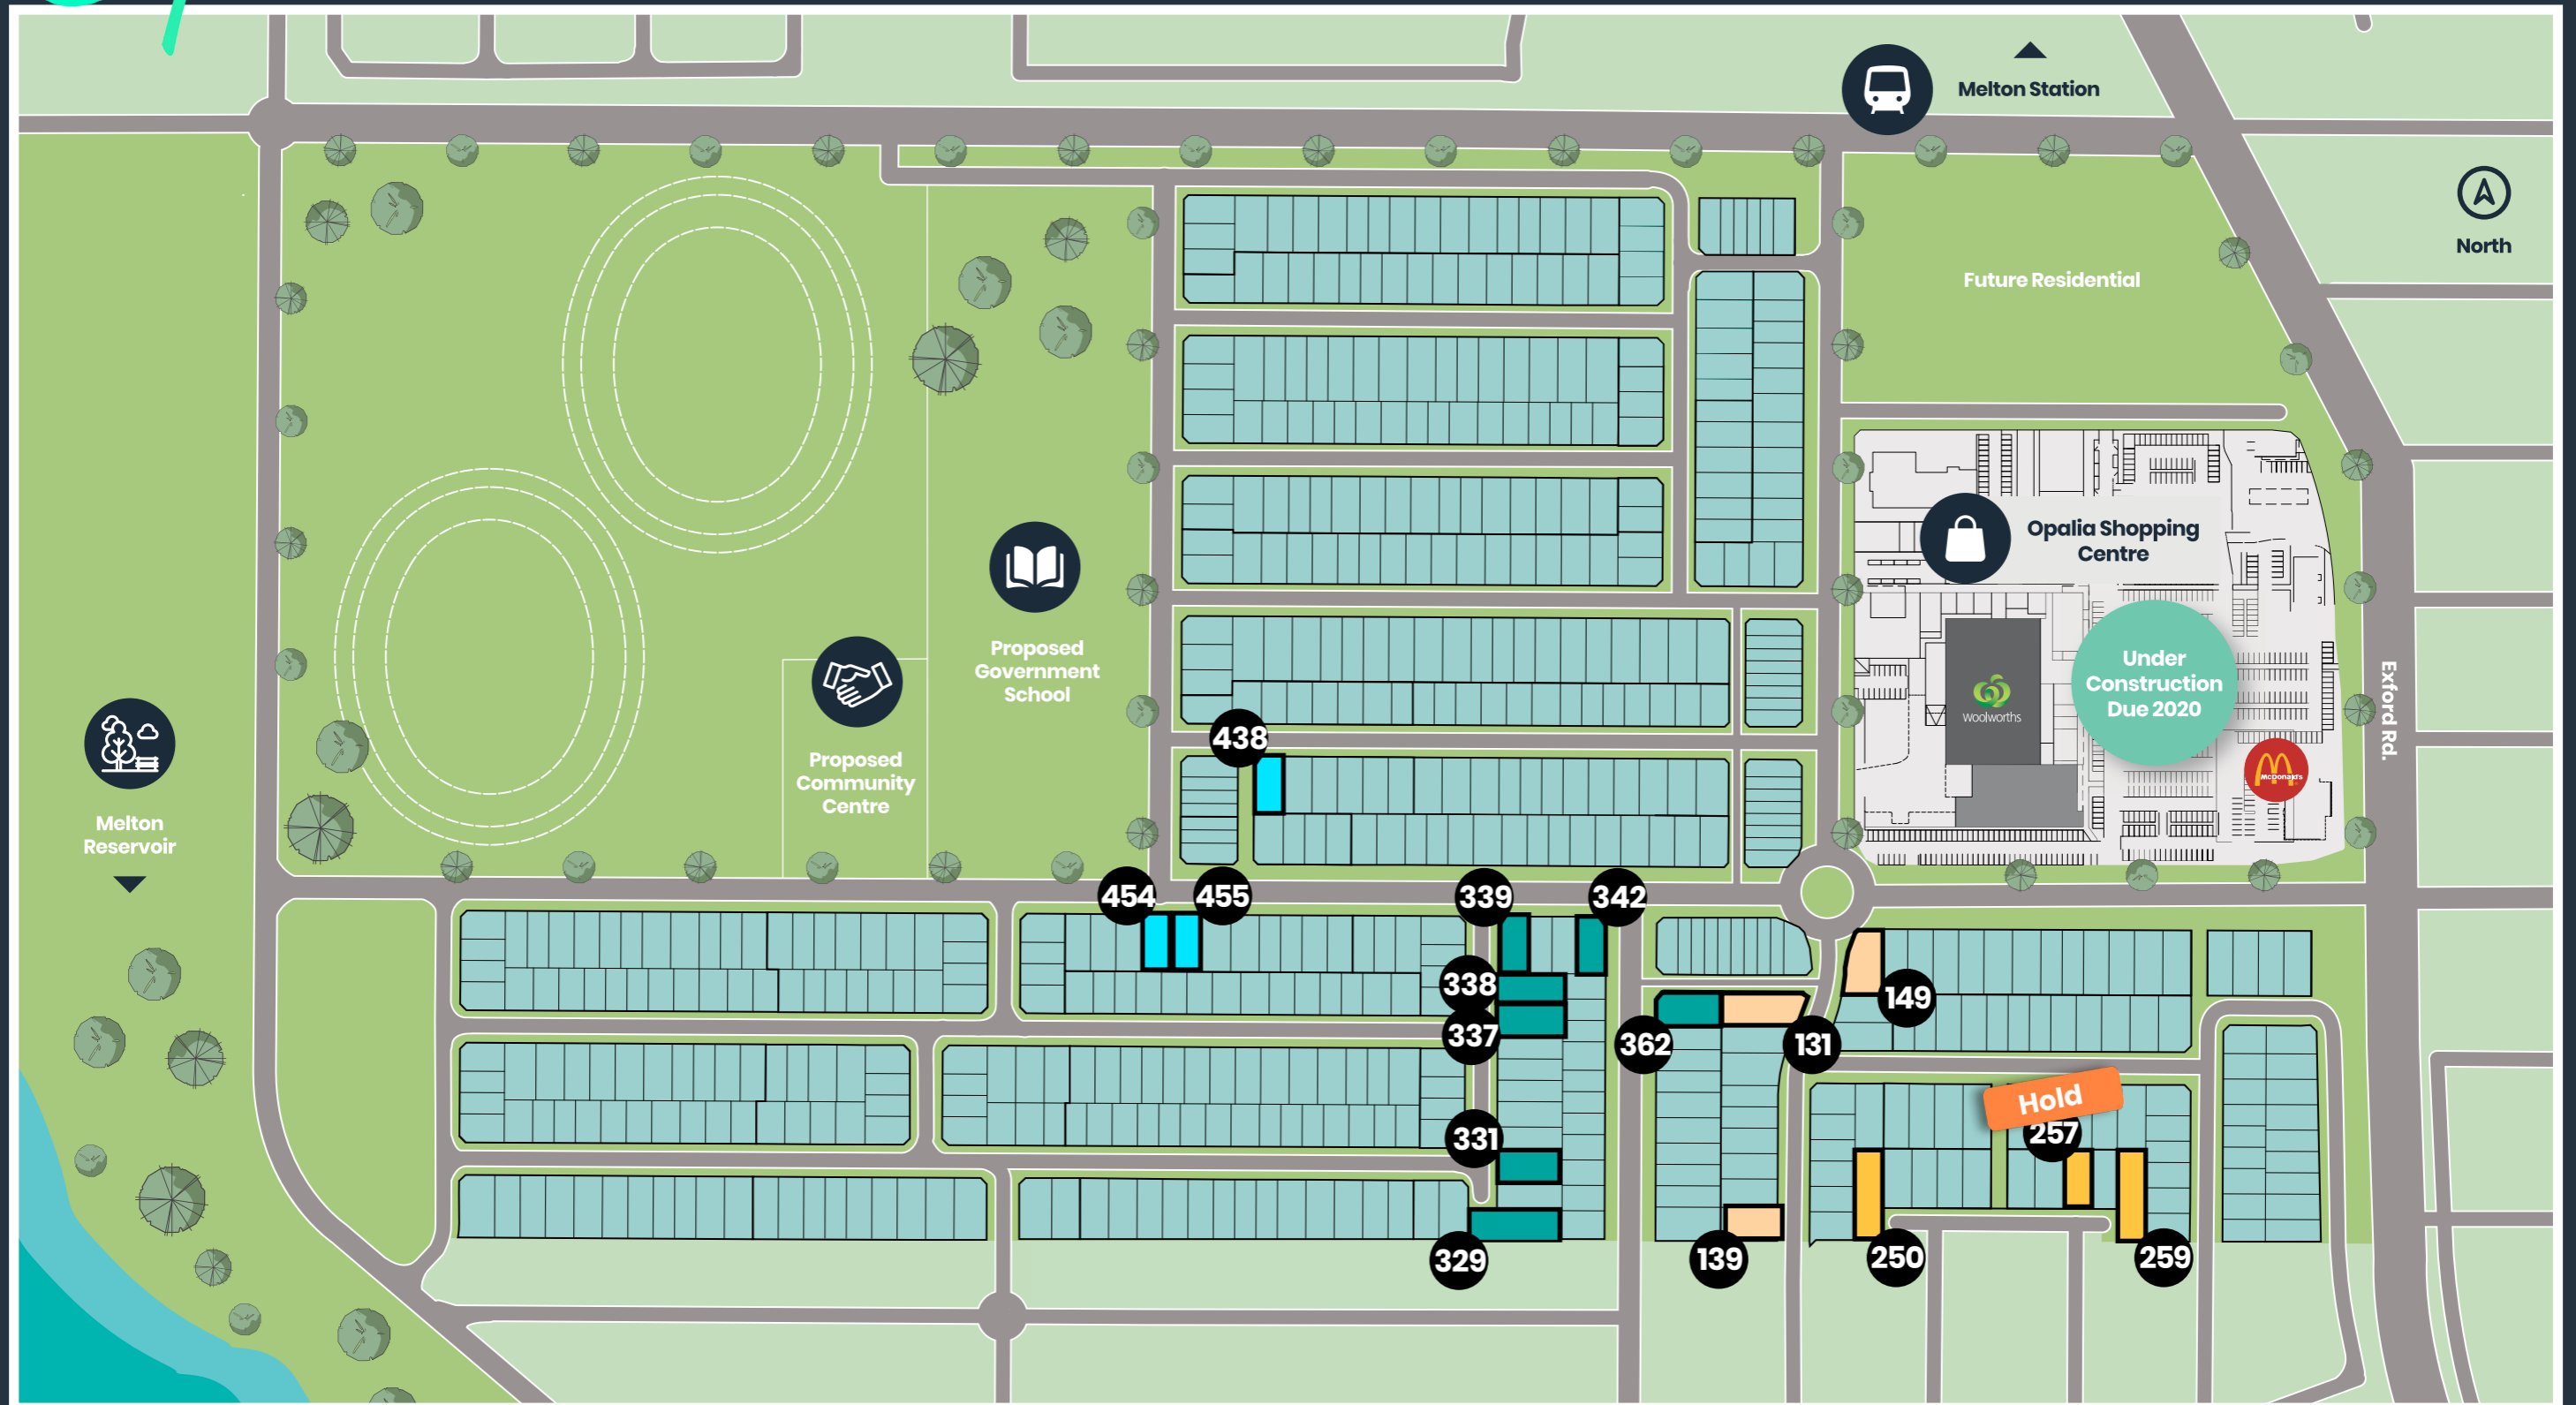 Melton Station
North
Future Residential
Opalia Shopping
Centre
Proposed
Government
School
Under
Construction
Due 2020
Exford Rd.
woolworths
McDonald's
438
Proposed
Community
Centre
Melton
Reservoir
454
455
339
342
338
149
337
362
131
Hold
257
331
329
139
250
259